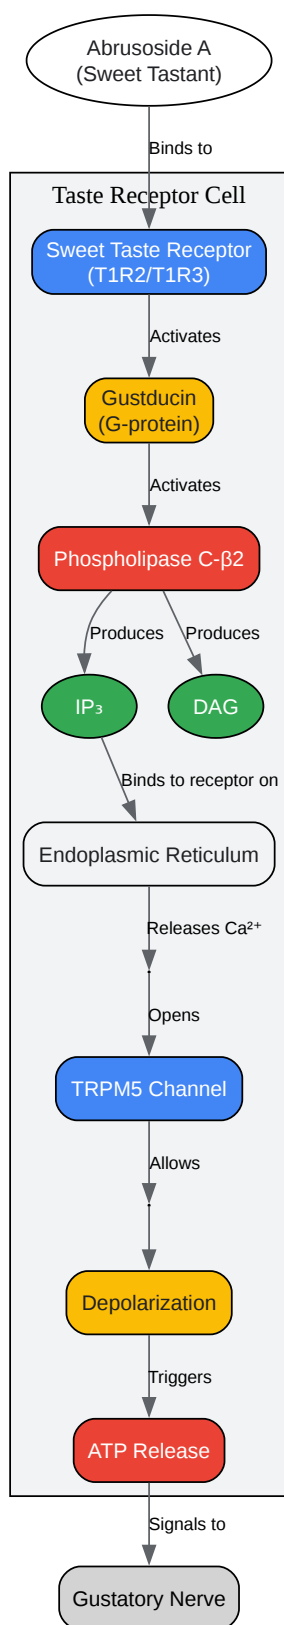 Abrusoside A
(Sweet Tastant)
Binds to
Taste Receptor Cell
Sweet Taste Receptor
(T1R2/T1R3)
Activates
Gustducin
(G-protein)
Activates
Phospholipase C-β2
Produces
Produces
IP₃
DAG
Binds to receptor on
Endoplasmic Reticulum
Releases Ca²⁺
Opens
TRPM5 Channel
Allows
Depolarization
Triggers
ATP Release
Signals to
Gustatory Nerve